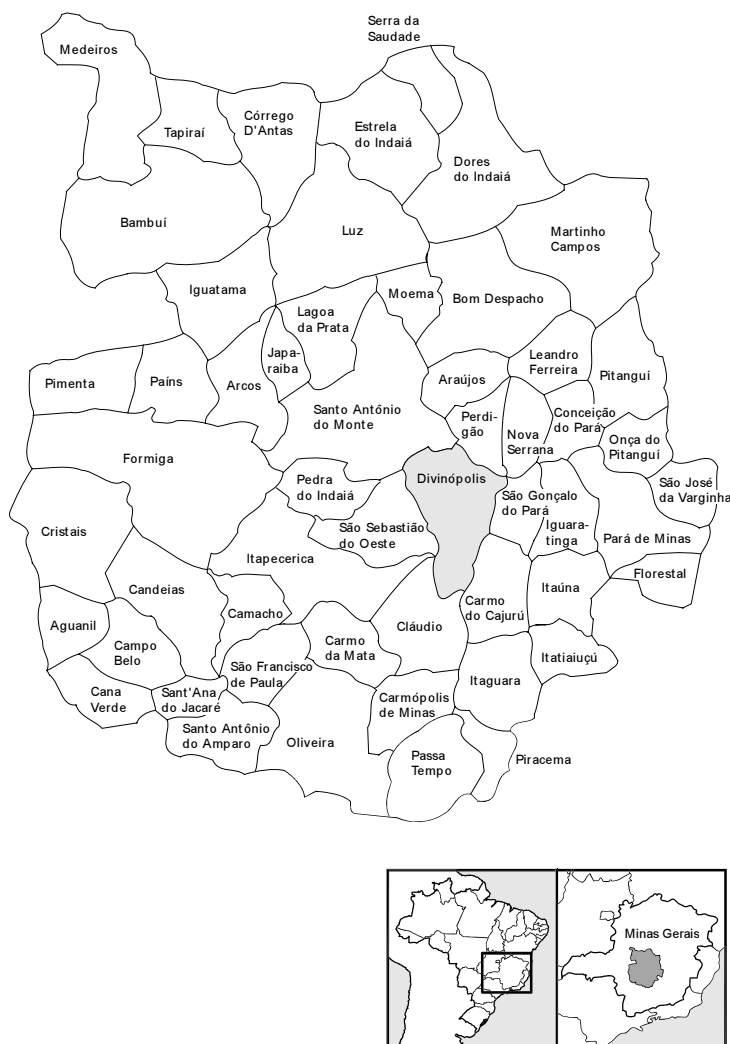 Serra da
Saudade
Medeiros
Tapiraí
Córrego
D'Antas
Estrela
do Indaiá
Dores
do Indaiá
Bambuí
Luz
Martinho
Campos
Iguatama
Moema
Bom Despacho
Lagoa
da Prata
Japa-
raiba
Leandro
Ferreira
Pitanguí
Pimenta
Paíns
Arcos
Araújos
Santo Antônio
do Monte
Perdi-
gão
Nova
Serrana
Conceição
do Pará
Onça do
Pitanguí
Formiga
Pedra
do Indaiá
Divinópolis
São Gonçalo
do Pará
São José
da Varginha
Cristais
São Sebastião
do Oeste
Iguara-
tinga
Pará de Minas
Itapecerica
Candeias
Camacho
Carmo
do Cajurú
Itaúna
Florestal
Aguanil
Campo
Belo
Cláudio
Carmo
da Mata
Itatiaiuçú
São Francisco
de Paula
Itaguara
Cana
Verde
Sant'Ana
do Jacaré
Carmópolis
de Minas
Santo Antônio
do Amparo
Oliveira
Passa
Tempo
Piracema
Minas Gerais